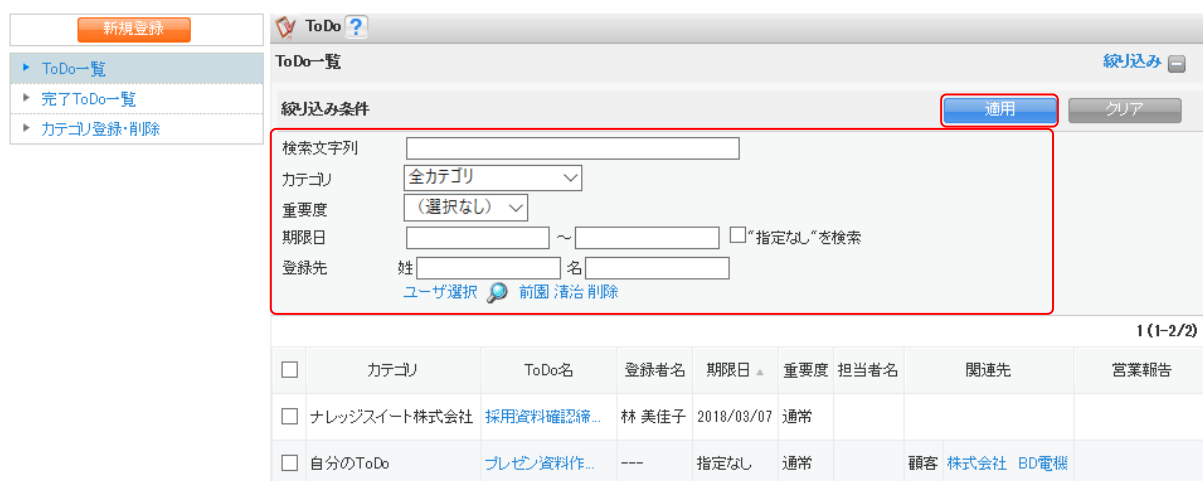 新規登録
ToDo一覧
完了ToDo一覧
カテゴリ登録・削除
ToDo ?
ToDo一覧 絞り込み
絞り込み条件 適用 クリア
検索文字列
カテゴリ 全カテゴリ
重要度 (選択なし)
期限日 ～ "指定なし"を検索
登録先 姓 名
ユーザ選択 前園 清治 削除
1 (1-2/2)
カテゴリ ToDo名 登録者名 期限日 重要度 担当者名 関連先 営業報告
ナレッジスイート株式会社 採用資料確認締... 林 美佳子 2018/03/07 通常
自分のToDo プレゼン資料作... --- 指定なし 通常 顧客 株式会社 BD電機